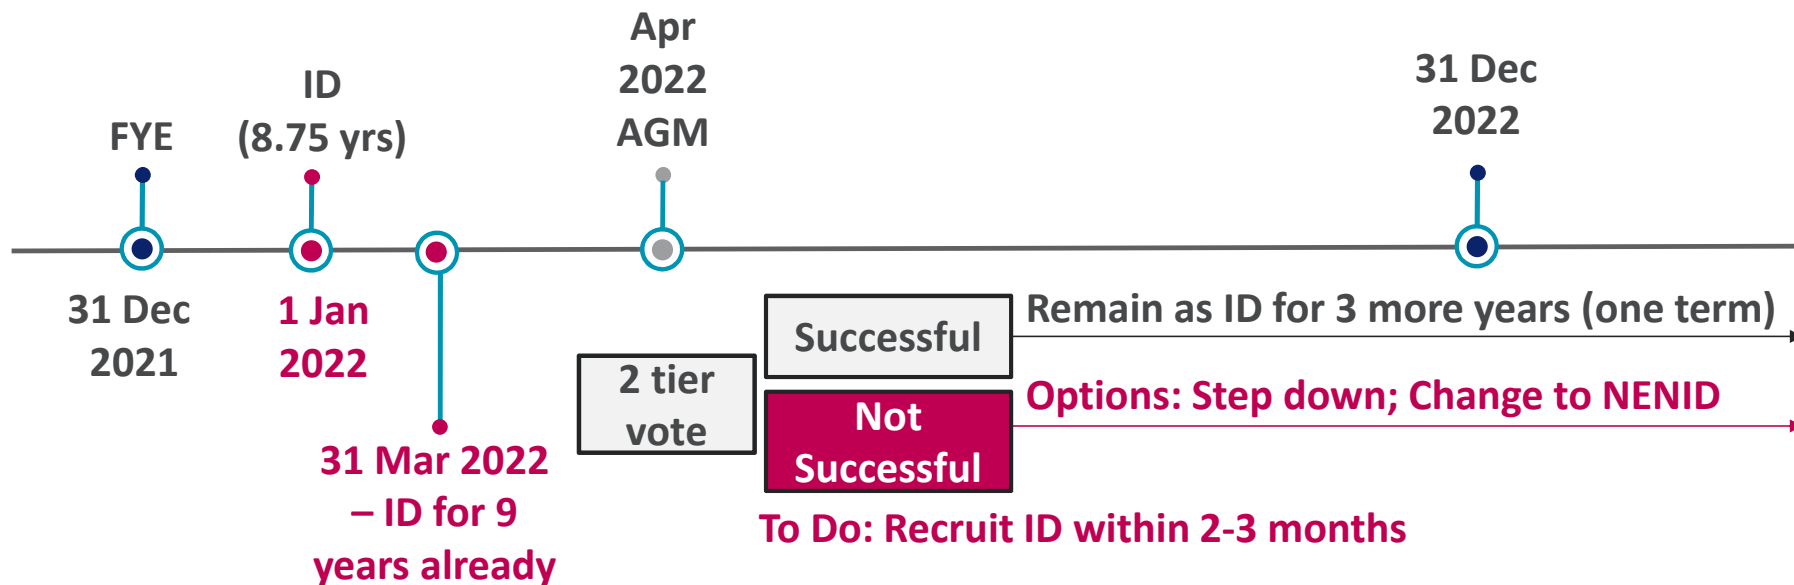 FYE
31 Dec
2021
ID
(8.75 yrs)
1 Jan
2022
31 Mar 2022
– ID for 9
years already
Apr
2022
AGM
31 Dec
2022
2 tier
vote
Successful
Remain as ID for 3 more years (one term)
Not
Successful
Options: Step down; Change to NENID
To Do: Recruit ID within 2-3 months